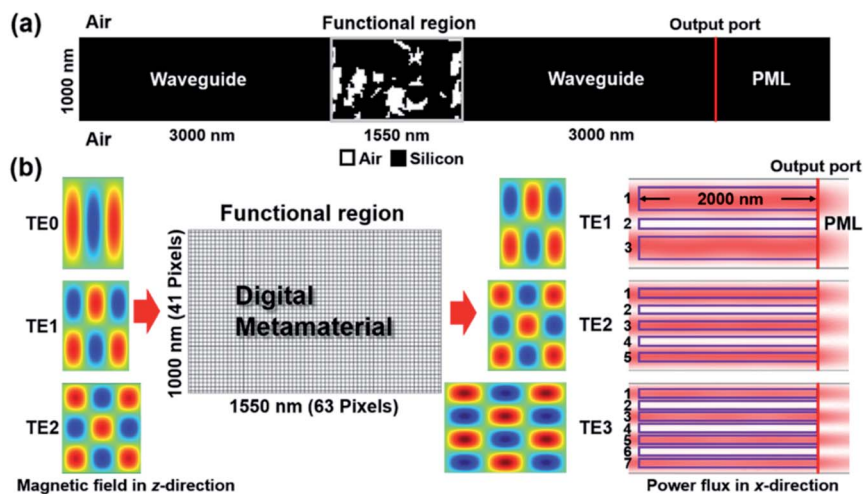 (a)
Air
Functional region
Output port
1000 nm
Waveguide
Waveguide
PML
Air
3000 nm
1550 nm
3000 nm
Air Silicon
(b)
TE0
TE1
TE2
Magnetic field in z-direction
Functional region
1000 nm (41 Pixels)
Digital
Metamaterial
1550 nm (63 Pixels)
TE1
TE2
TE3
Output port
1
2000 nm
2
3
PML
1
2
3
4
5
1
2
3
4
5
6
7
Power flux in x-direction